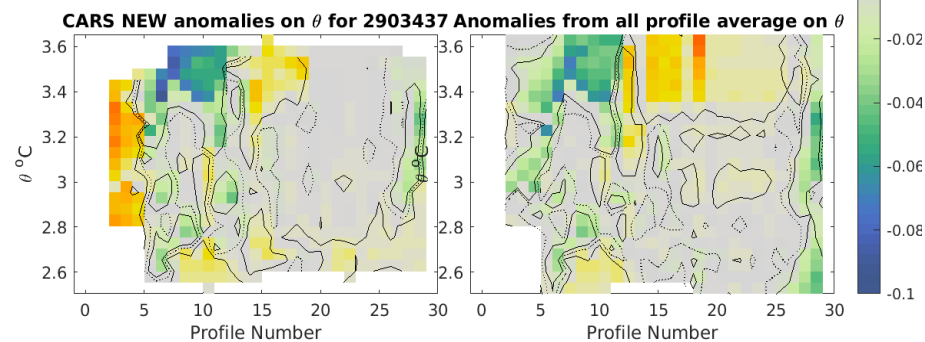 CARS NEW anomalies on θ for 2903437 Anomalies from all profile average on θ
3.6
3.4
3.2
3
2.8
2.6
θ °C
0 5 10 15 20 25 30
Profile Number
3.6
3.4
3.2
3
2.8
2.6
θ °C
0 5 10 15 20 25 30
Profile Number
-0.02
-0.04
-0.06
-0.08
-0.1